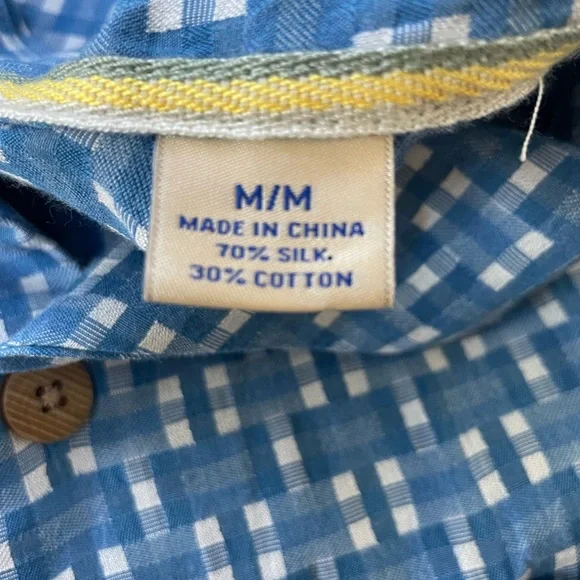 M/M
MADE IN CHINA
70% SILK.
30% COTTON